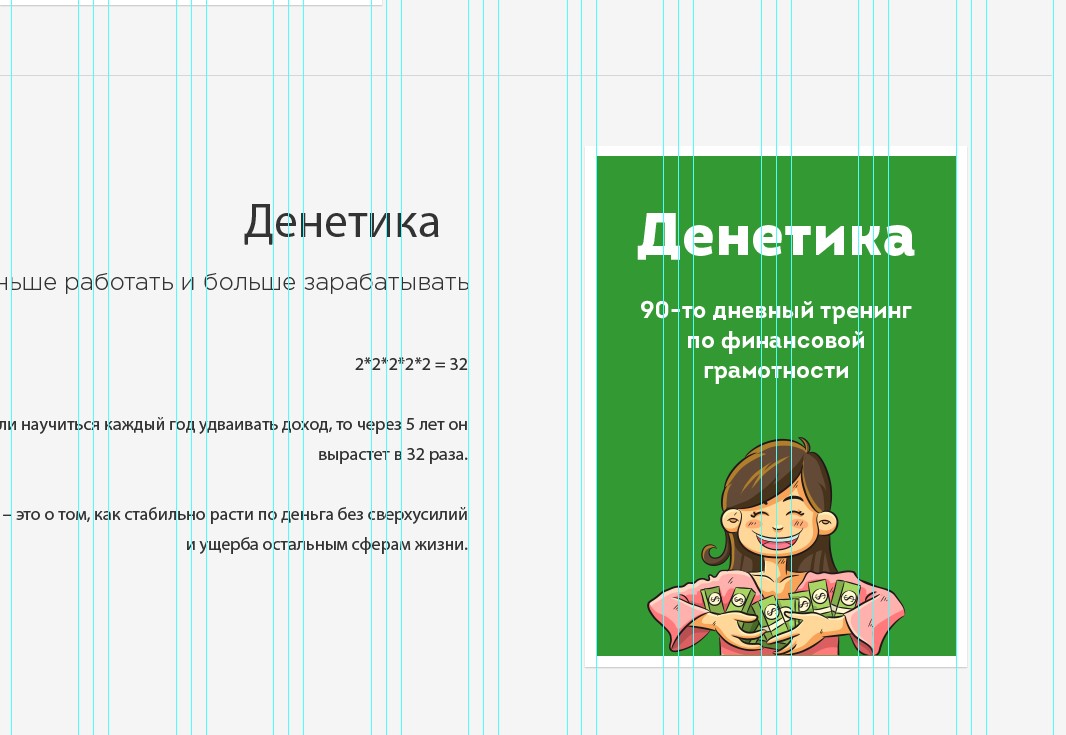 Денетика
работать и больше зарабатывать
2*2*2*2*2 = 32
научиться каждый год удваивать доход, то через 5 лет он
вырастет в 32 раза.
– это о том, как стабильно расти по деньга без сверхусилий
и ущерба остальным сферам жизни.
Денетика
90-то дневный тренинг
по финансовой
грамотности